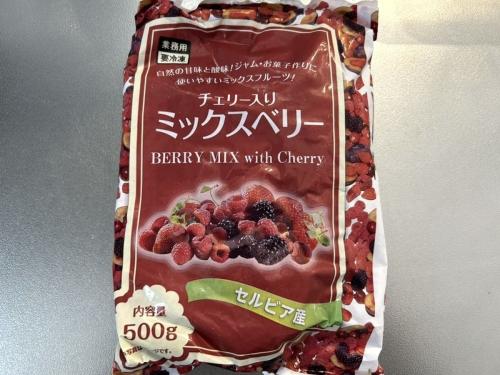 業務用
要冷凍
自然の甘味と酸味!ジャム・お菓子作りに
使いやすいミックスフルーツ!
チェリー入り
ミックスベリー
BERRY MIX with Cherry
セルビア産
内容量
500g